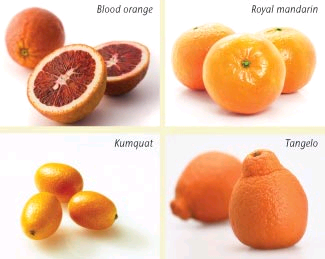 Blood orange
Royal mandarin
Kumquat
Tangelo